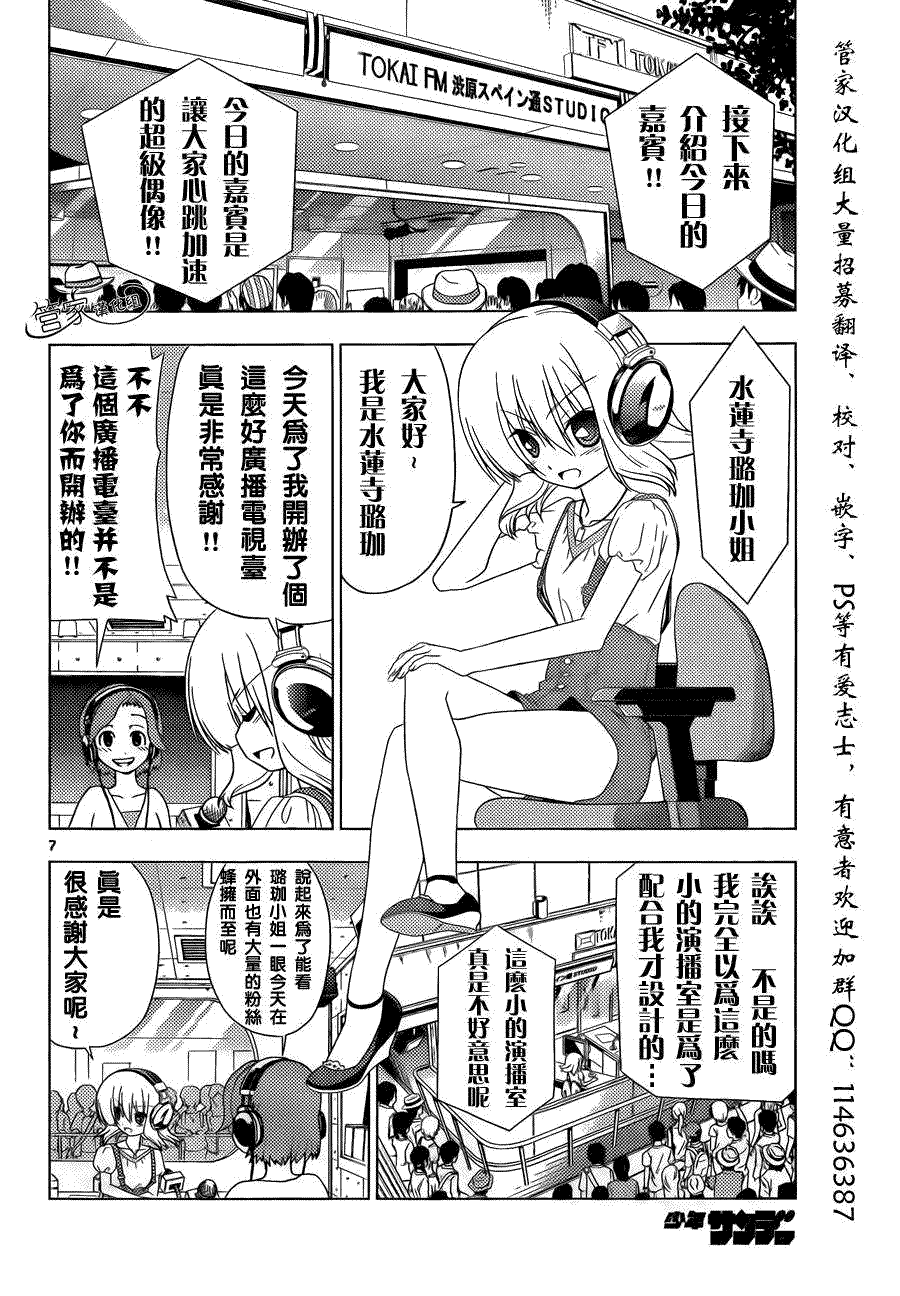 TOKAI FM 渋原スペイン通STUDIO
TF
TOKAI
接下來
介紹今日的
嘉賓!!
今日的嘉賓是
讓大家心跳加速
的超級偶像!!
管家漢化組
水蓮寺璐珈小姐
大家好~
我是水蓮寺璐珈
今天為了我開辦了個
這麼好廣播電視臺
真是非常感謝!!
不不
這個廣播電臺并不是
為了你而開辦的!!
7
誒誒 不是的嗎
我完全以為這麼
小的演播室是為了
配合我才設計的…
TOKAI
STUDIO
這麼小的演播室
真是不好意思呢
說起來為了能看
璐珈小姐一眼今天在
外面也有大量的粉絲
蜂擁而至呢
真是
很感謝大家呢~
少年サンデー
管家汉化组大量招募翻译、校对、嵌字、PS等有爱志士，有意者欢迎加群QQ：114636387